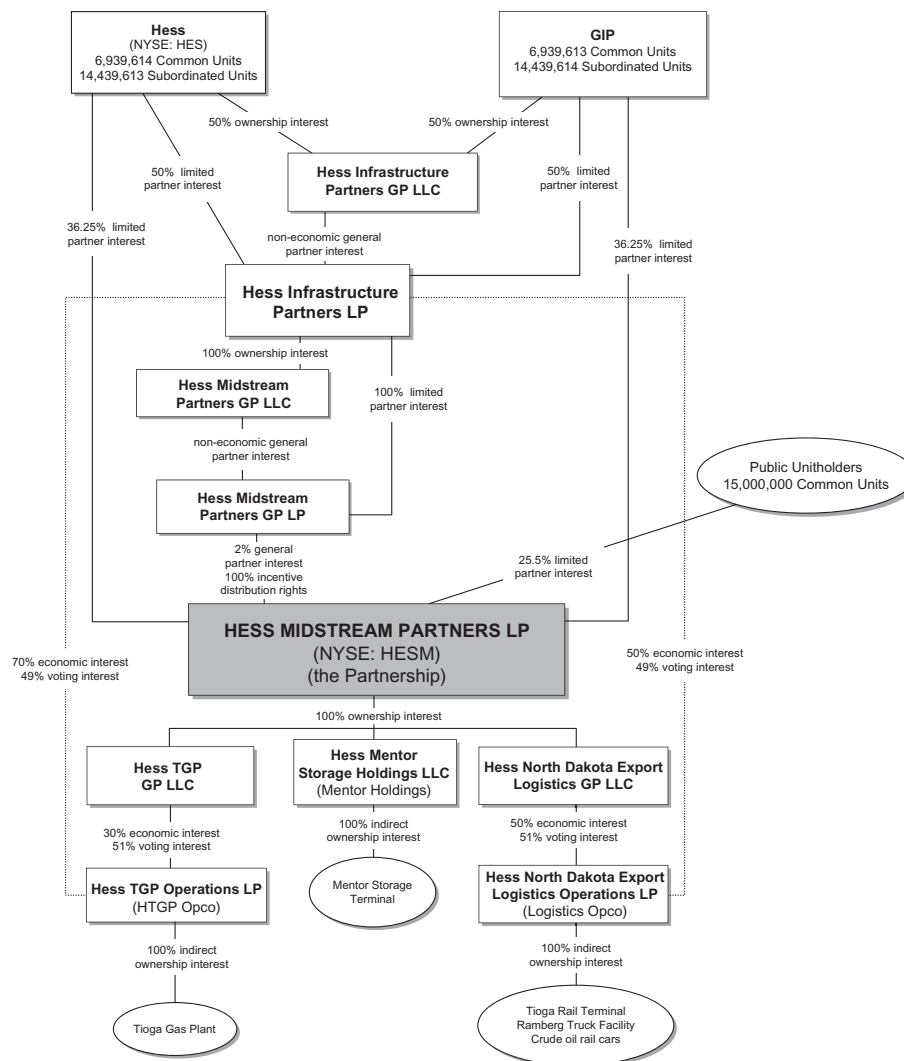 Hess
(NYSE: HES)
6,939,614 Common Units
14,439,613 Subordinated Units
GIP
6,939,613 Common Units
14,439,614 Subordinated Units
50% ownership interest
50% ownership interest
Hess Infrastructure
Partners GP LLC
50% limited
partner interest
50% limited
partner interest
36.25% limited
partner interest
36.25% limited
partner interest
non-economic general
partner interest
Hess Infrastructure
Partners LP
100% ownership interest
Hess Midstream
Partners GP LLC
100% limited
partner interest
non-economic general
partner interest
Hess Midstream
Partners GP LP
Public Unitholders
15,000,000 Common Units
2% general
partner interest
100% incentive
distribution rights
25.5% limited
partner interest
HESS MIDSTREAM PARTNERS LP
(NYSE: HESM)
(the Partnership)
70% economic interest
49% voting interest
50% economic interest
49% voting interest
100% ownership interest
Hess TGP
GP LLC
Hess Mentor
Storage Holdings LLC
(Mentor Holdings)
Hess North Dakota Export
Logistics GP LLC
30% economic interest
51% voting interest
100% indirect
ownership interest
50% economic interest
51% voting interest
Hess TGP Operations LP
(HTGP Opco)
Mentor Storage
Terminal
Hess North Dakota Export
Logistics Operations LP
(Logistics Opco)
100% indirect
ownership interest
100% indirect
ownership interest
Tioga Gas Plant
Tioga Rail Terminal
Ramberg Truck Facility
Crude oil rail cars